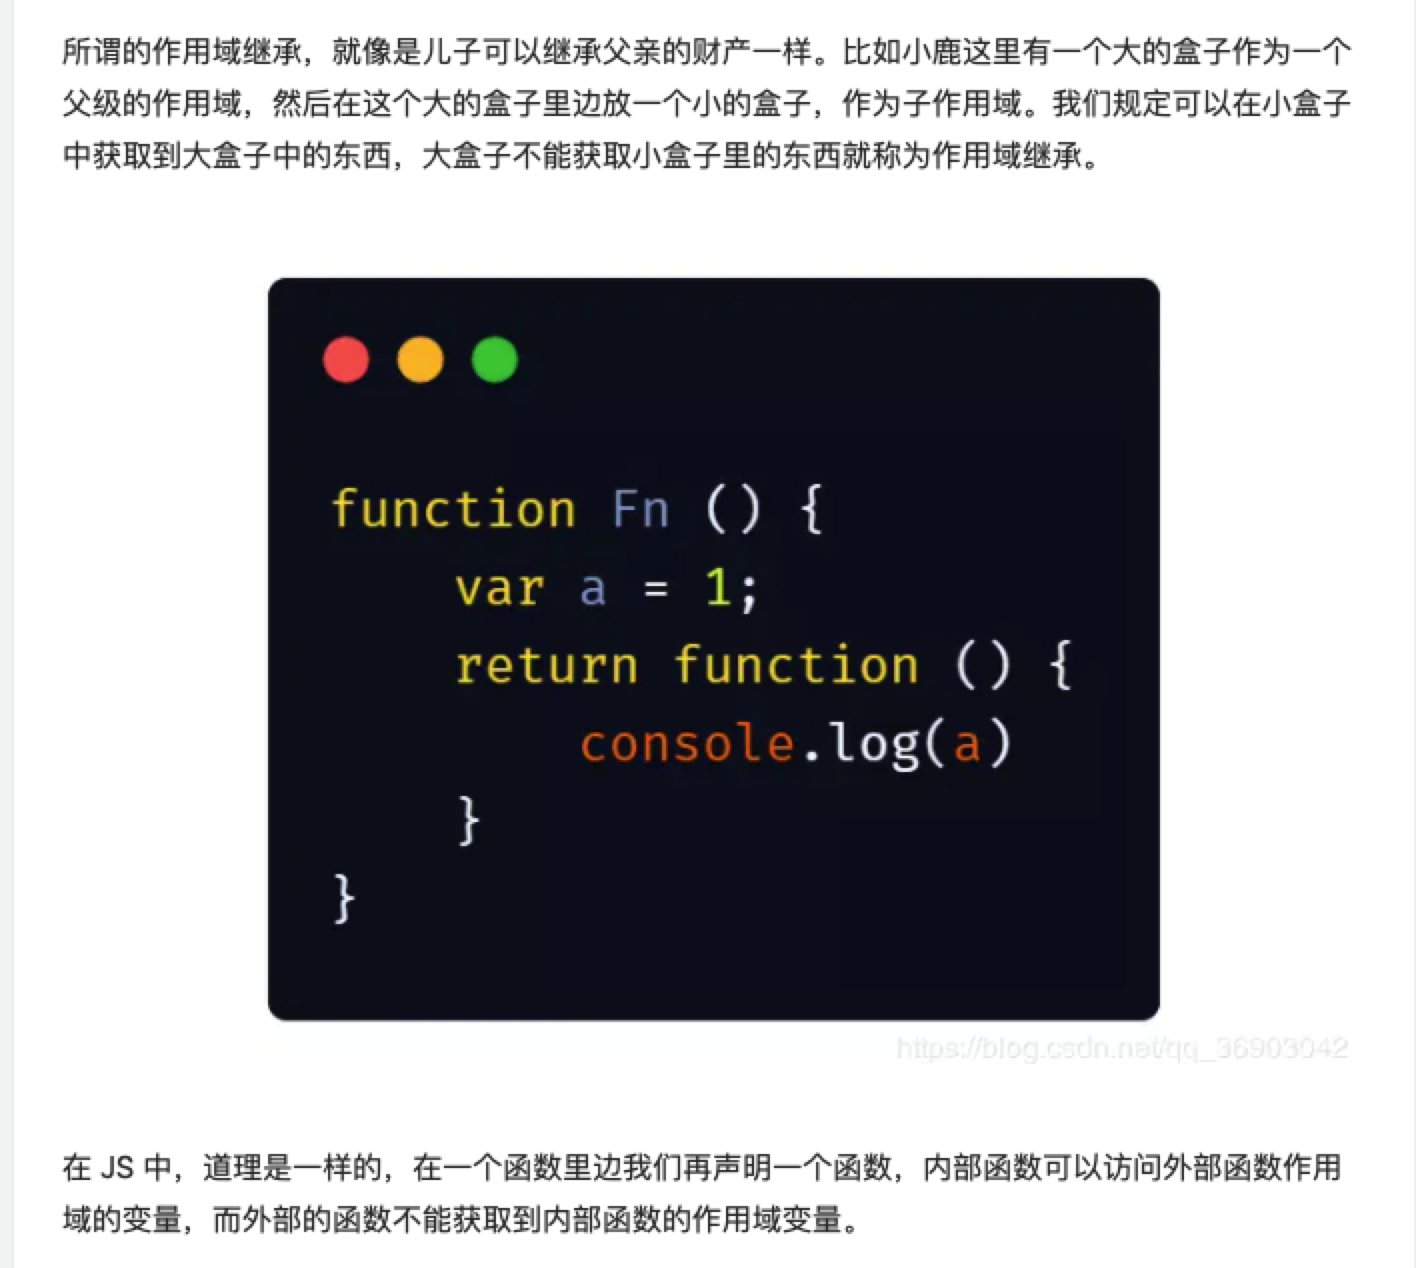 所谓的作用域继承，就像是儿子可以继承父亲的财产一样。比如小鹿这里有一个大的盒子作为一个
父级的作用域，然后在这个大的盒子里边放一个小的盒子，作为子作用域。我们规定可以在小盒子
中获取到大盒子中的东西，大盒子不能获取小盒子里的东西就称为作用域继承。
function Fn () {
    var a = 1;
    return function () {
        console.log(a)
    }
}
https://blog.csdn.net/qq_36903042
在 JS 中，道理是一样的，在一个函数里边我们再声明一个函数，内部函数可以访问外部函数作用
域的变量，而外部的函数不能获取到内部函数的作用域变量。